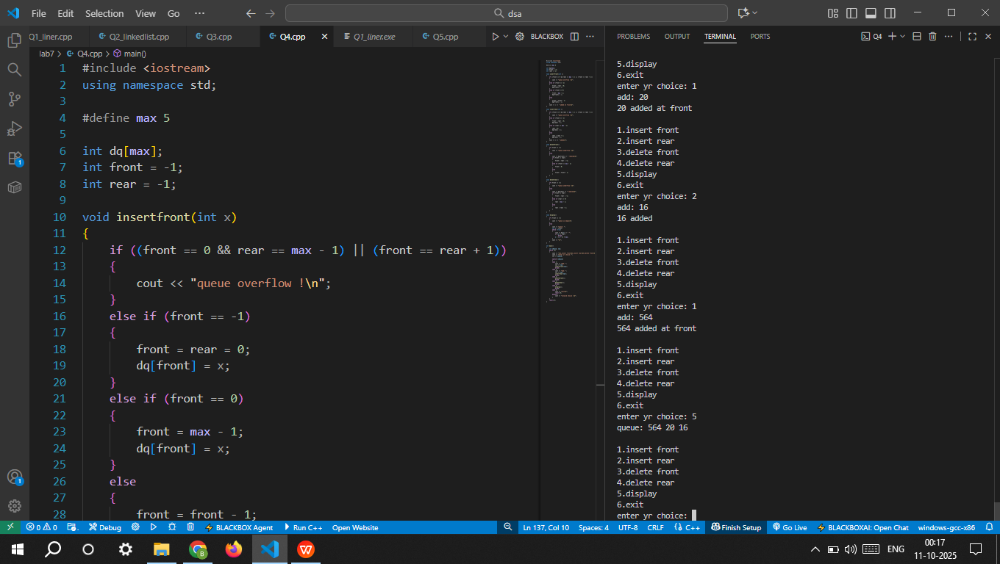 File Edit Selection View Go ··· dsa
Q1_liner.cpp Q2_linkedlist.cpp Q3.cpp Q4.cpp Q1_liner.exe Q5.cpp BLACKBOX
lab7 > Q4.cpp > main()
1 #include <iostream>
2 using namespace std;
3
4 #define max 5
5
6 int dq[max];
7 int front = -1;
8 int rear = -1;
9
10 void insertfront(int x)
11 {
12 if ((front == 0 && rear == max - 1) || (front == rear + 1))
13 {
14 cout << "queue overflow !\n";
15 }
16 else if (front == -1)
17 {
18 front = rear = 0;
19 dq[front] = x;
20 }
21 else if (front == 0)
22 {
23 front = max - 1;
24 dq[front] = x;
25 }
26 else
27 {
28 front = front - 1;
PROBLEMS OUTPUT TERMINAL PORTS Q4
5.display
6.exit
enter yr choice: 1
add: 20
20 added at front
1.insert front
2.insert rear
3.delete front
4.delete rear
5.display
6.exit
enter yr choice: 2
add: 16
16 added
1.insert front
2.insert rear
3.delete front
4.delete rear
5.display
6.exit
enter yr choice: 1
add: 564
564 added at front
1.insert front
2.insert rear
3.delete front
4.delete rear
5.display
6.exit
enter yr choice: 5
queue: 564 20 16
1.insert front
2.insert rear
3.delete front
4.delete rear
5.display
6.exit
enter yr choice:
0 0 Debug BLACKBOX Agent Run C++ Open Website Ln 137, Col 10 Spaces: 4 UTF-8 CRLF {} C++ Finish Setup Go Live BLACKBOXAI: Open Chat windows-gcc-x86
ENG
00:17
11-10-2025